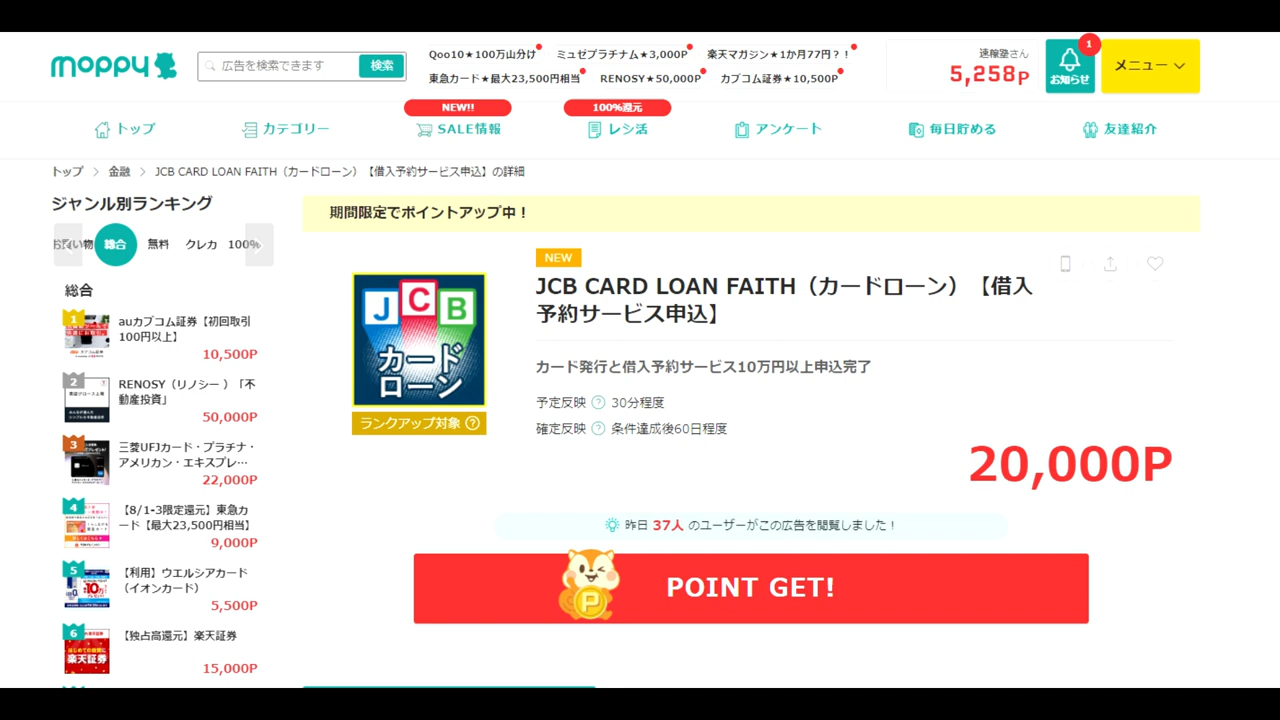 moppy
広告を検索できます
検索
Qoo10★100万山分け
ミュゼプラチナム★3,000P
楽天マガジン★1か月77円？！
東急カード★最大23,500円相当
RENOSY★50,000P
カブコム証券★10,500P
速稼塾さん
5,258P
1
お知らせ
メニュー
NEW!!
100%還元
トップ
カテゴリー
SALE情報
レシ活
アンケート
毎日貯める
友達紹介
トップ > 金融 > JCB CARD LOAN FAITH（カードローン）【借入予約サービス申込】の詳細
ジャンル別ランキング
い物
総合
無料
クレカ
100%
総合
1
auカブコム証券【初回取引
100円以上】
10,500P
2
RENOSY（リノシー ）「不
動産投資」
50,000P
3
三菱UFJカード・プラチナ・
アメリカン・エキスプレ…
22,000P
4
【8/1-3限定還元】東急カ
ード【最大23,500円相当】
9,000P
5
【利用】ウエルシアカード
（イオンカード）
5,500P
6
【独占高還元】楽天証券
15,000P
楽天証券
期間限定でポイントアップ中！
NEW
JCB CARD LOAN FAITH（カードローン）【借入
予約サービス申込】
JCB
カード
ローン
ランクアップ対象 ?
カード発行と借入予約サービス10万円以上申込完了
予定反映 ? 30分程度
確定反映 ? 条件達成後60日程度
20,000P
昨日 37人 のユーザーがこの広告を閲覧しました！
P
POINT GET!